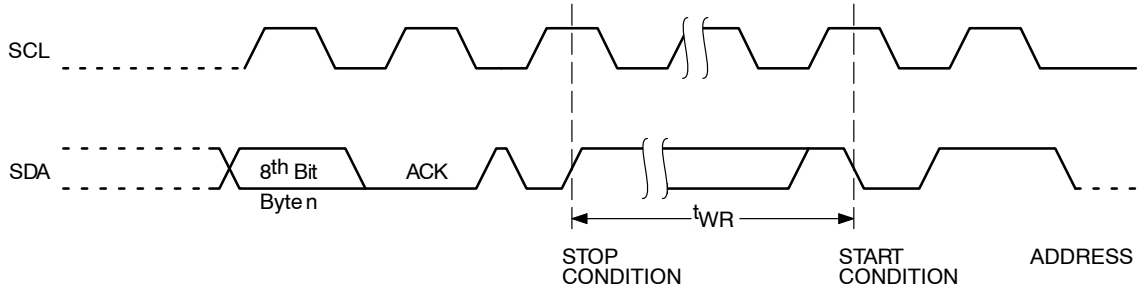 SCL
SDA
8th Bit
Byte n
ACK
tWR
STOP
CONDITION
START
CONDITION
ADDRESS